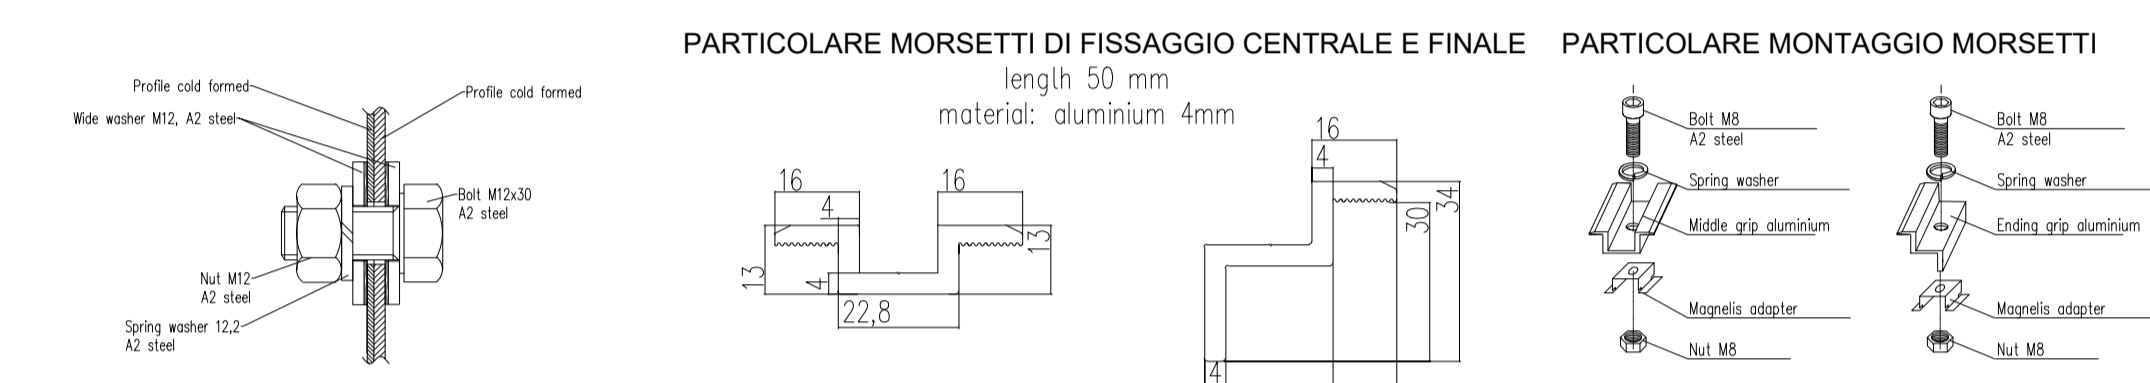 PARTICOLARE MORSETTI DI FISSAGGIO CENTRALE E FINALE
PARTICOLARE MONTAGGIO MORSETTI
Profile cold formed
Profile cold formed
Wide washer M12, A2 steel
Bolt M12x30
A2 steel
Nut M12
A2 steel
Spring washer 12,2
A2 steel
length 50 mm
material: aluminium 4mm
16
16
4
13
13
4
22,8
16
4
34
30
4
Bolt M8
A2 steel
Spring washer
Middle grip aluminium
Magnelis adapter
Nut M8
Bolt M8
A2 steel
Spring washer
Ending grip aluminium
Magnelis adapter
Nut M8